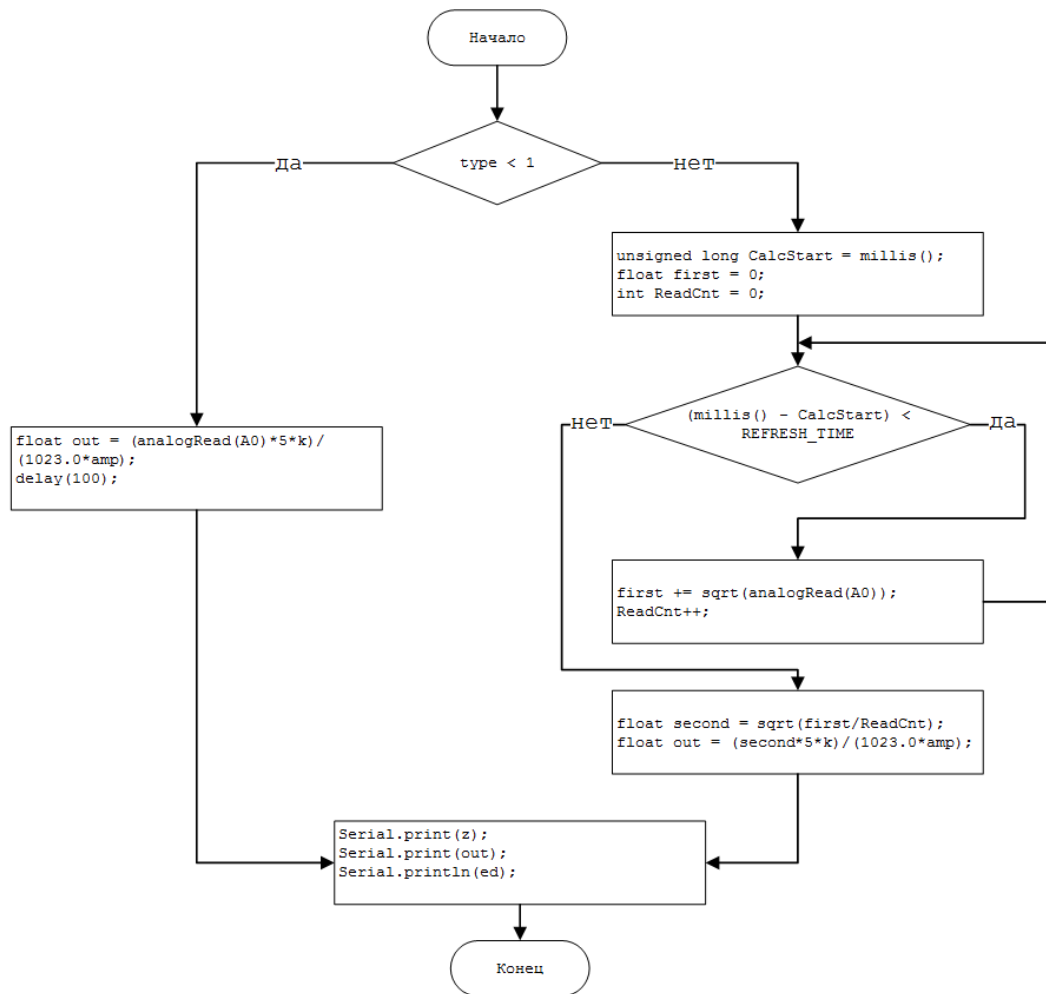 Начало
type < 1
да
нет
unsigned long CalcStart = millis();
float first = 0;
int ReadCnt = 0;
(millis() - CalcStart) <
REFRESH_TIME
нет
да
float out = (analogRead(A0)*5*k)/
(1023.0*amp);
delay(100);
first += sqrt(analogRead(A0));
ReadCnt++;
float second = sqrt(first/ReadCnt);
float out = (second*5*k)/(1023.0*amp);
Serial.print(z);
Serial.print(out);
Serial.println(ed);
Конец